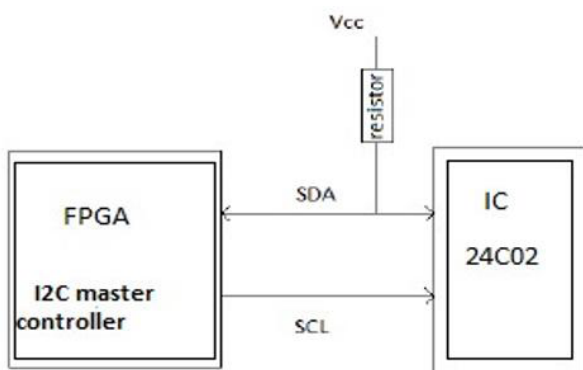 Vcc
resistor
SDA
FPGA
IC
24C02
I2C master
controller
SCL